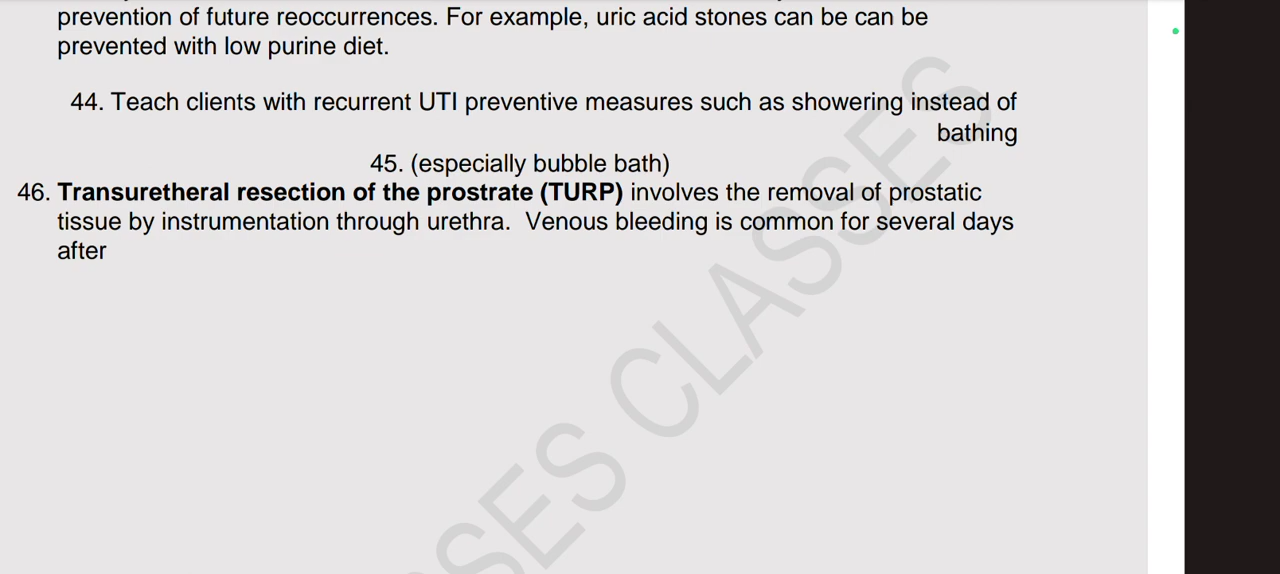 prevention of future reoccurrences. For example, uric acid stones can be can be
prevented with low purine diet.
44. Teach clients with recurrent UTI preventive measures such as showering instead of
bathing
45. (especially bubble bath)
46. Transuretheral resection of the prostrate (TURP) involves the removal of prostatic
tissue by instrumentation through urethra.  Venous bleeding is common for several days
after
SSES CLASSES